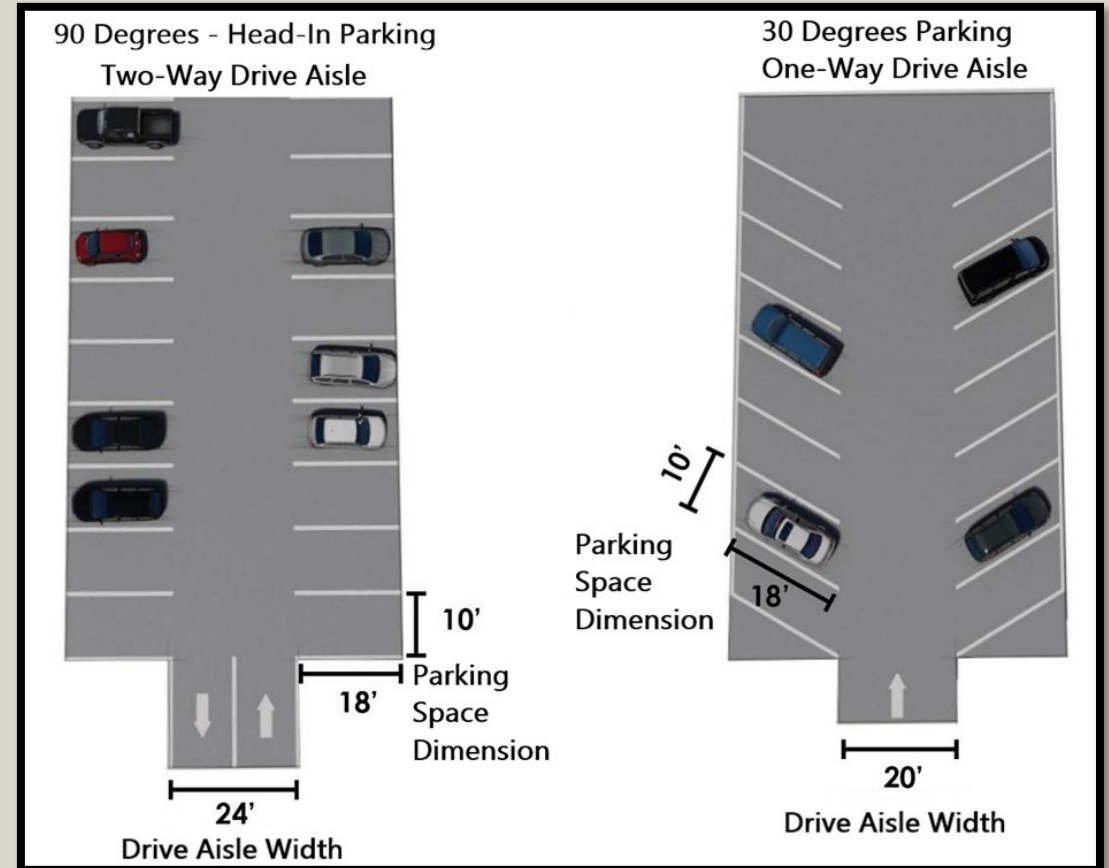 90 Degrees - Head-In Parking
Two-Way Drive Aisle
10’
Parking
Space
Dimension
18’
24’
Drive Aisle Width
30 Degrees Parking
One-Way Drive Aisle
10’
Parking
Space
Dimension
18’
20’
Drive Aisle Width